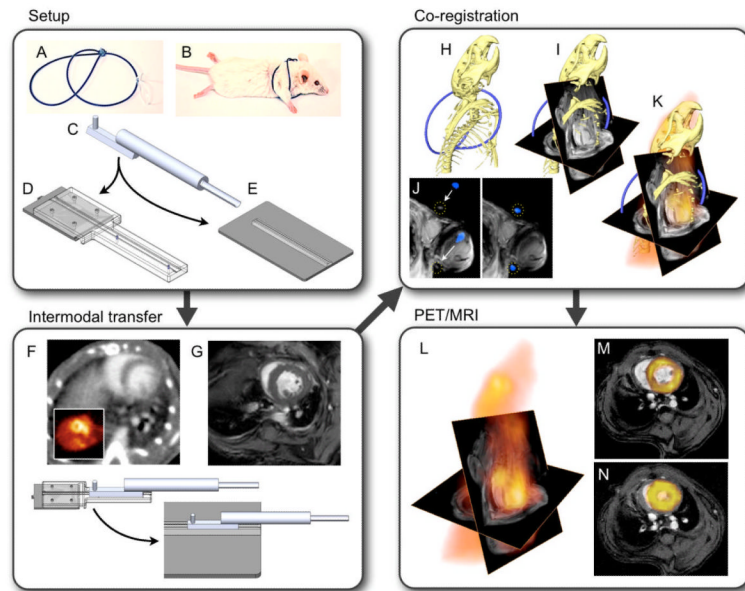 Setup
A
B
C
D
E
Intermodal transfer
F
G
Co-registration
H
I
J
K
PET/MRI
L
M
N